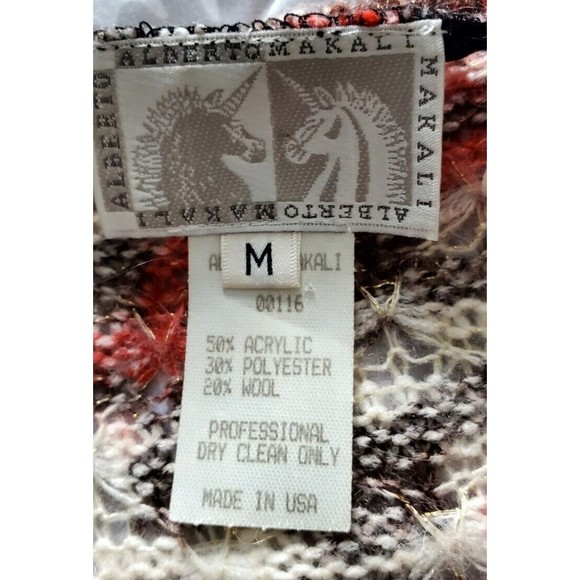 ALBERTO MAKALI
ALBERTO
MAKALI
ALBERTO MAKALI
M
AKALI
00116
50% ACRYLIC
30% POLYESTER
20% WOOL
PROFESSIONAL
DRY CLEAN ONLY
MADE IN USA